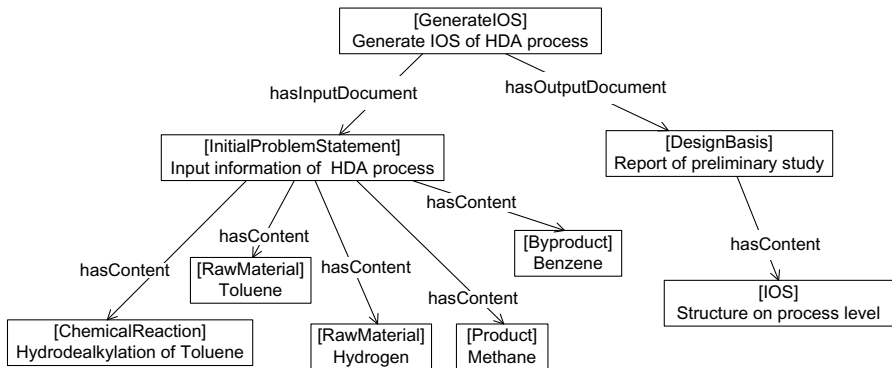 [GenerateIOS]
Generate IOS of HDA process
hasInputDocument
hasOutputDocument
[InitialProblemStatement]
Input information of HDA process
[DesignBasis]
Report of preliminary study
hasContent
hasContent
hasContent
hasContent
hasContent
hasContent
[Byproduct]
Benzene
[RawMaterial]
Toluene
[IOS]
Structure on process level
[ChemicalReaction]
Hydrodealkylation of Toluene
[RawMaterial]
Hydrogen
[Product]
Methane